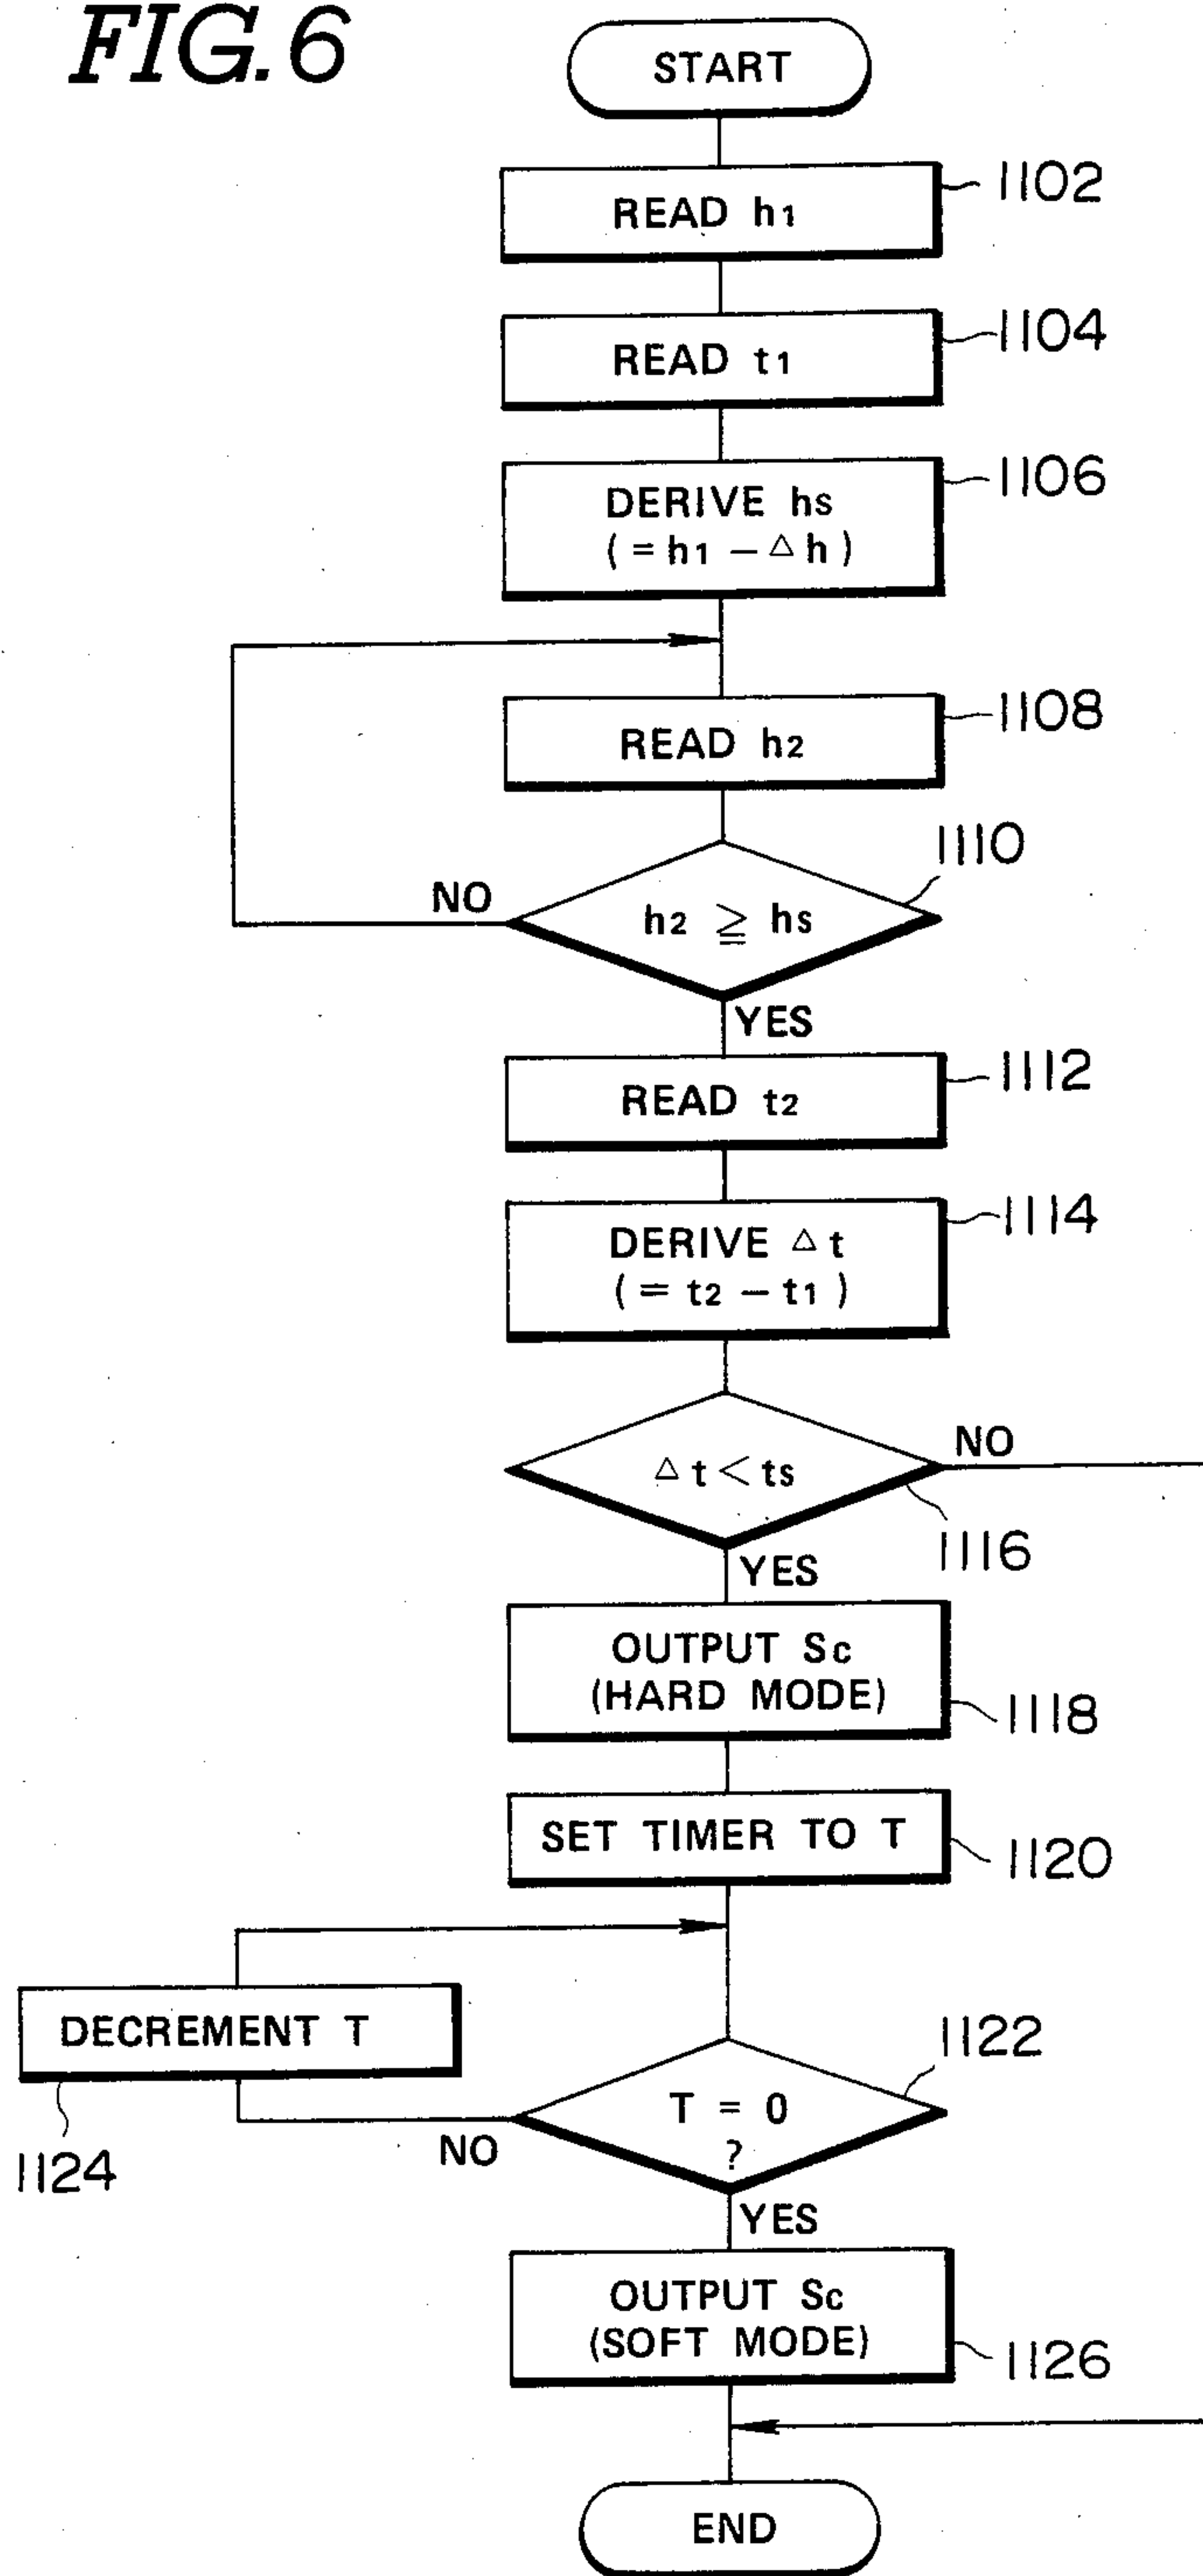 FIG. 6
START
READ h1
1102
READ t1
1104
DERIVE hs
(= h1 − △h)
1106
READ h2
1108
h2 ≧ hs
1110
NO
YES
READ t2
1112
DERIVE △t
(= t2 − t1)
1114
△t < ts
NO
1116
YES
OUTPUT Sc
(HARD MODE)
1118
SET TIMER TO T
1120
DECREMENT T
1124
T = 0
?
1122
NO
YES
OUTPUT Sc
(SOFT MODE)
1126
END